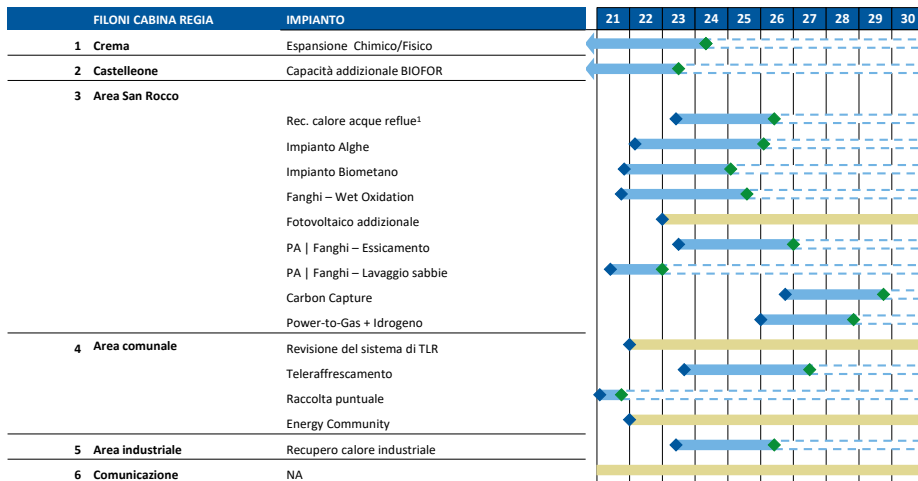 FILONI CABINA REGIA IMPIANTO 21 22 23 24 25 26 27 28 29 30
1 Crema Espansione Chimico/Fisico
2 Castelleone Capacità addizionale BIOFOR
3 Area San Rocco
Rec. calore acque reflue¹
Impianto Alghe
Impianto Biometano
Fanghi – Wet Oxidation
Fotovoltaico addizionale
PA | Fanghi – Essicamento
PA | Fanghi – Lavaggio sabbie
Carbon Capture
Power-to-Gas + Idrogeno
4 Area comunale Revisione del sistema di TLR
Teleraffrescamento
Raccolta puntuale
Energy Community
5 Area industriale Recupero calore industriale
6 Comunicazione NA